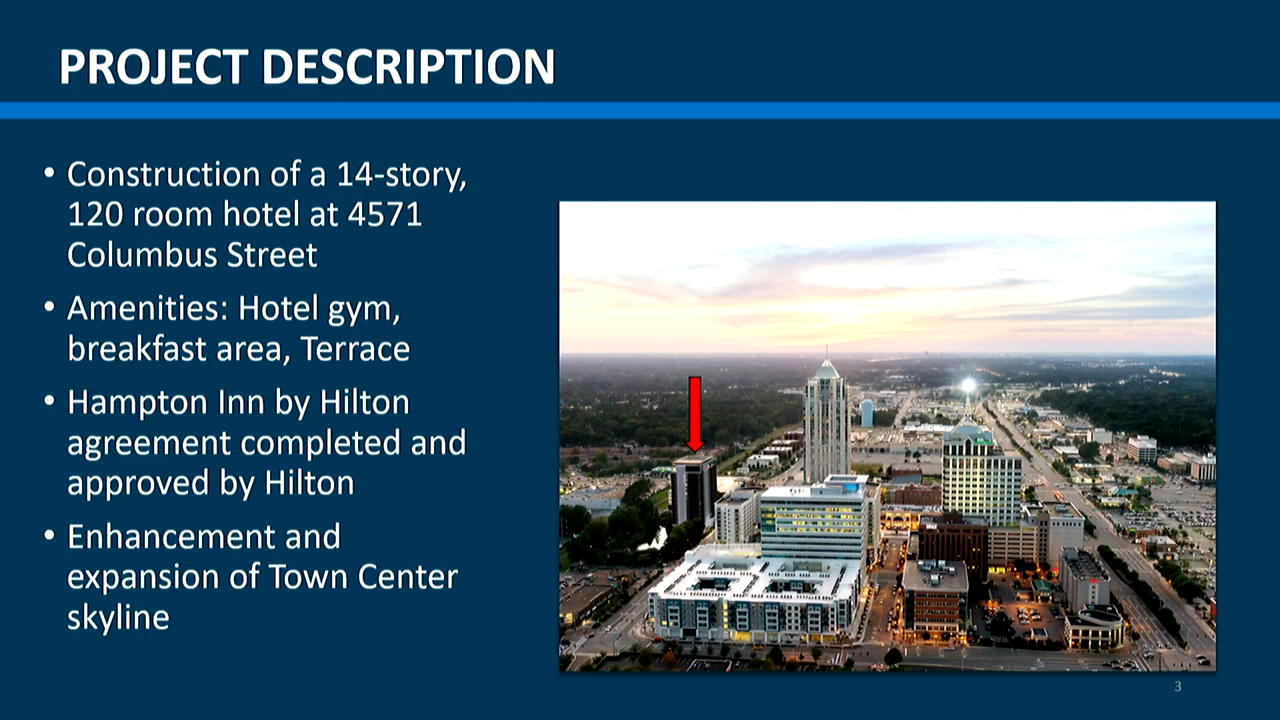 PROJECT DESCRIPTION
• Construction of a 14-story,
120 room hotel at 4571
Columbus Street
• Amenities: Hotel gym,
breakfast area, Terrace
• Hampton Inn by Hilton
agreement completed and
approved by Hilton
• Enhancement and
expansion of Town Center
skyline
3